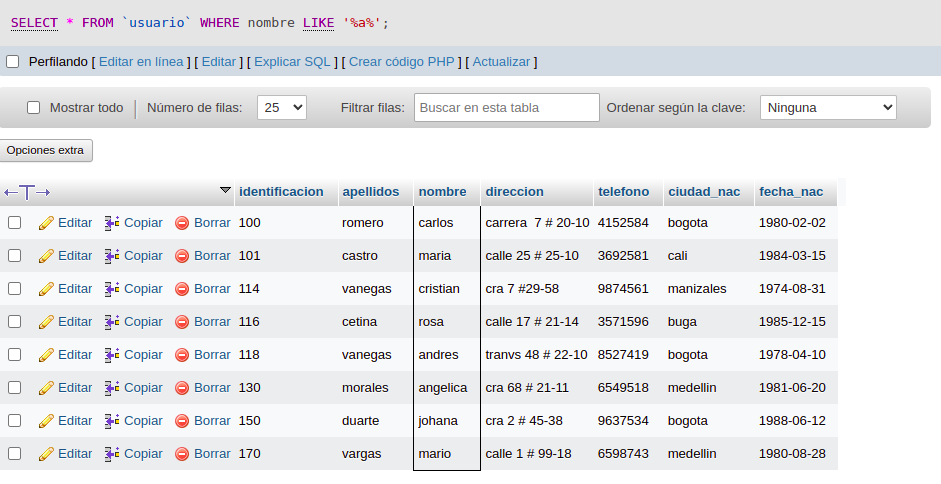 SELECT * FROM `usuario` WHERE nombre LIKE '%a%';
Perfilando [ Editar en línea ] [ Editar ] [ Explicar SQL ] [ Crear código PHP ] [ Actualizar ]
Mostrar todo | Número de filas: 25 Filtrar filas: Buscar en esta tabla Ordenar según la clave: Ninguna
Opciones extra
←T→ identificacion apellidos nombre direccion telefono ciudad_nac fecha_nac
Editar Copiar Borrar 100 romero carlos carrera 7 # 20-10 4152584 bogota 1980-02-02
Editar Copiar Borrar 101 castro maria calle 25 # 25-10 3692581 cali 1984-03-15
Editar Copiar Borrar 114 vanegas cristian cra 7 #29-58 9874561 manizales 1974-08-31
Editar Copiar Borrar 116 cetina rosa calle 17 # 21-14 3571596 buga 1985-12-15
Editar Copiar Borrar 118 vanegas andres tranvs 48 # 22-10 8527419 bogota 1978-04-10
Editar Copiar Borrar 130 morales angelica cra 68 # 21-11 6549518 medellin 1981-06-20
Editar Copiar Borrar 150 duarte johana cra 2 # 45-38 9637534 bogota 1988-06-12
Editar Copiar Borrar 170 vargas mario calle 1 # 99-18 6598743 medellin 1980-08-28